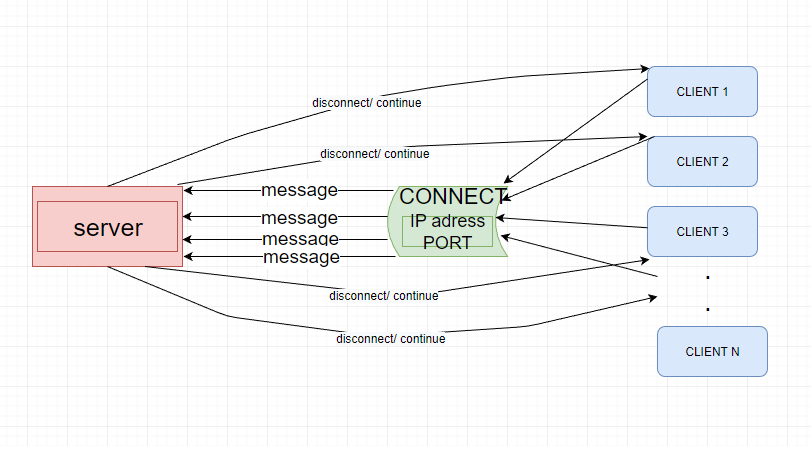 CLIENT 1
disconnect/ continue
CLIENT 2
disconnect/ continue
message
CONNECT
server
message
IP adress
PORT
CLIENT 3
message
message
disconnect/ continue
.
.
disconnect/ continue
CLIENT N